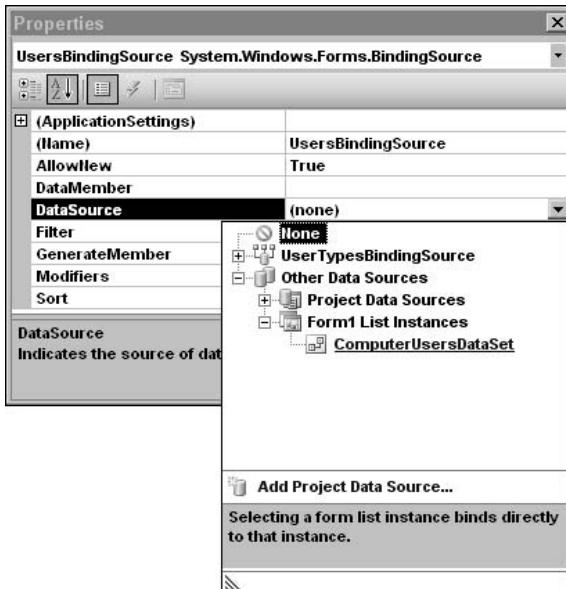 Properties
UsersBindingSource System.Windows.Forms.BindingSource
(ApplicationSettings)
(Name) UsersBindingSource
AllowNew True
DataMember
DataSource (none)
Filter
GenerateMember
Modifiers
Sort
None
UserTypesBindingSource
Other Data Sources
Project Data Sources
Form1 List Instances
ComputerUsersDataSet
DataSource
Indicates the source of dat
Add Project Data Source...
Selecting a form list instance binds directly
to that instance.